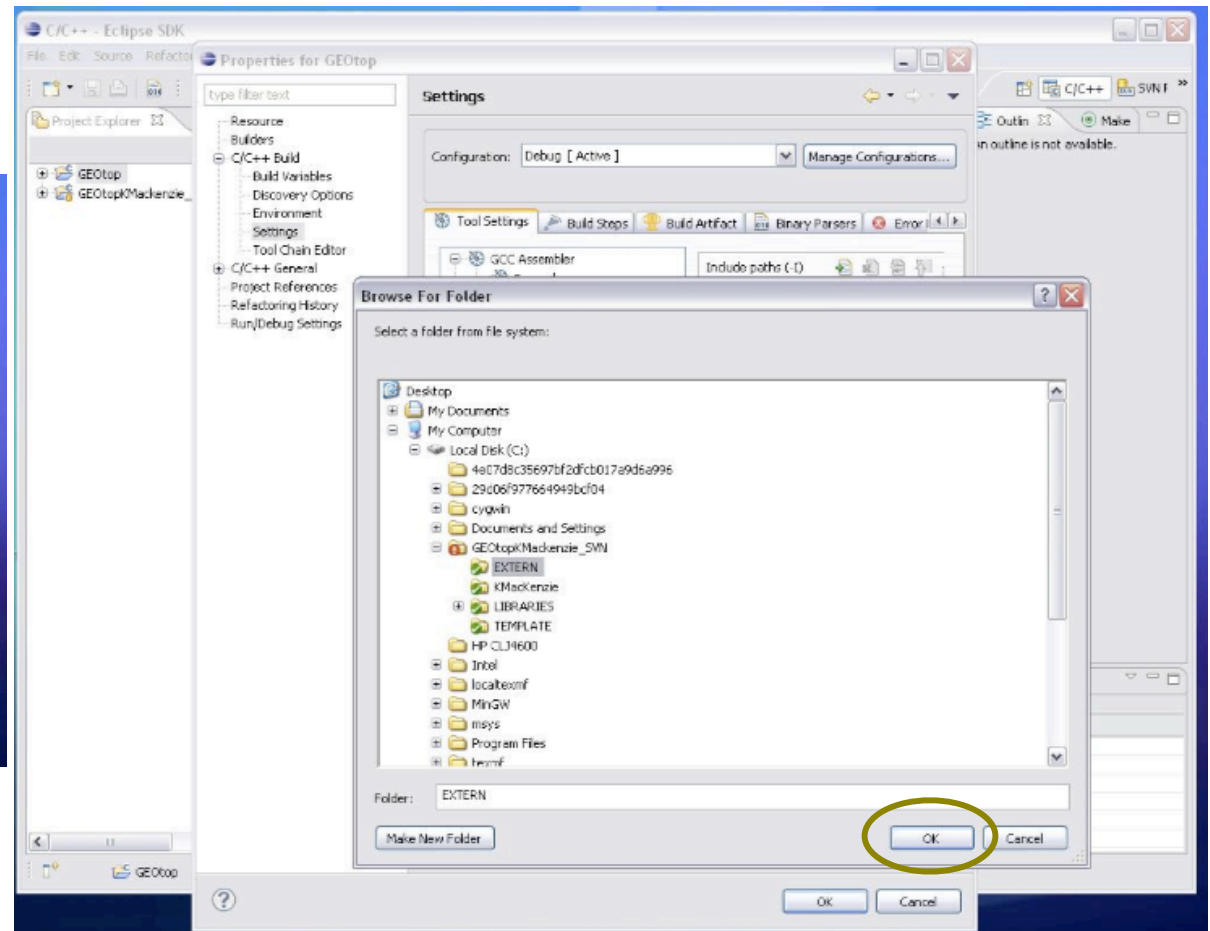 C/C++ - Eclipse SDK
File Edit Source Refactor
C/C++
SVN
Project Explorer
GEOtop
GEOtopKMackenzie_
Outlin
Make
An outline is not available.
Properties for GEOtop
type filter text
Resource
Builders
C/C++ Build
Build Variables
Discovery Options
Environment
Settings
Tool Chain Editor
C/C++ General
Project References
Refactoring History
Run/Debug Settings
Settings
Configuration: Debug [ Active ]
Manage Configurations...
Tool Settings
Build Steps
Build Artifact
Binary Parsers
Error
GCC Assembler
Include paths (-I)
Browse For Folder
Select a folder from file system:
Desktop
My Documents
My Computer
Local Disk (C:)
4e07d8c35697bf2dfcb017a9d6a996
29d06f977664949bcf04
cygwin
Documents and Settings
GEOtopKMackenzie_SVN
EXTERN
KMacKenzie
LIBRARIES
TEMPLATE
HP CLJ4600
Intel
localtexmf
MinGW
msys
Program Files
texmf
Folder: EXTERN
Make New Folder
OK
Cancel
GEOtop
OK
Cancel